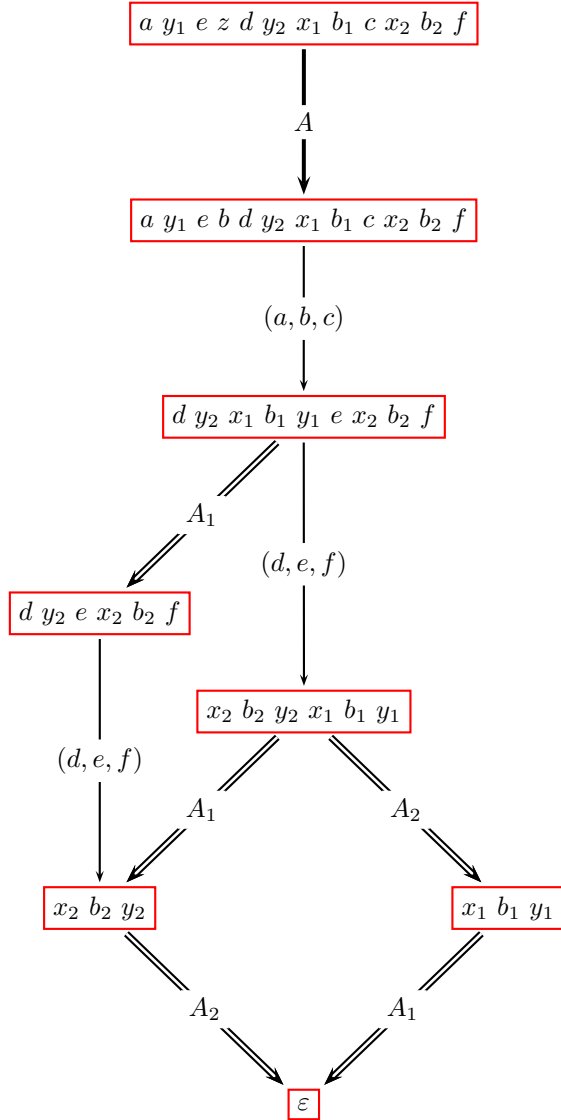 a y₁ e z d y₂ x₁ b₁ c x₂ b₂ f
A
a y₁ e b d y₂ x₁ b₁ c x₂ b₂ f
(a, b, c)
d y₂ x₁ b₁ y₁ e x₂ b₂ f
A₁
(d, e, f)
d y₂ e x₂ b₂ f
x₂ b₂ y₂ x₁ b₁ y₁
(d, e, f)
A₁ A₂
x₂ b₂ y₂ x₁ b₁ y₁
A₂ A₁
ε